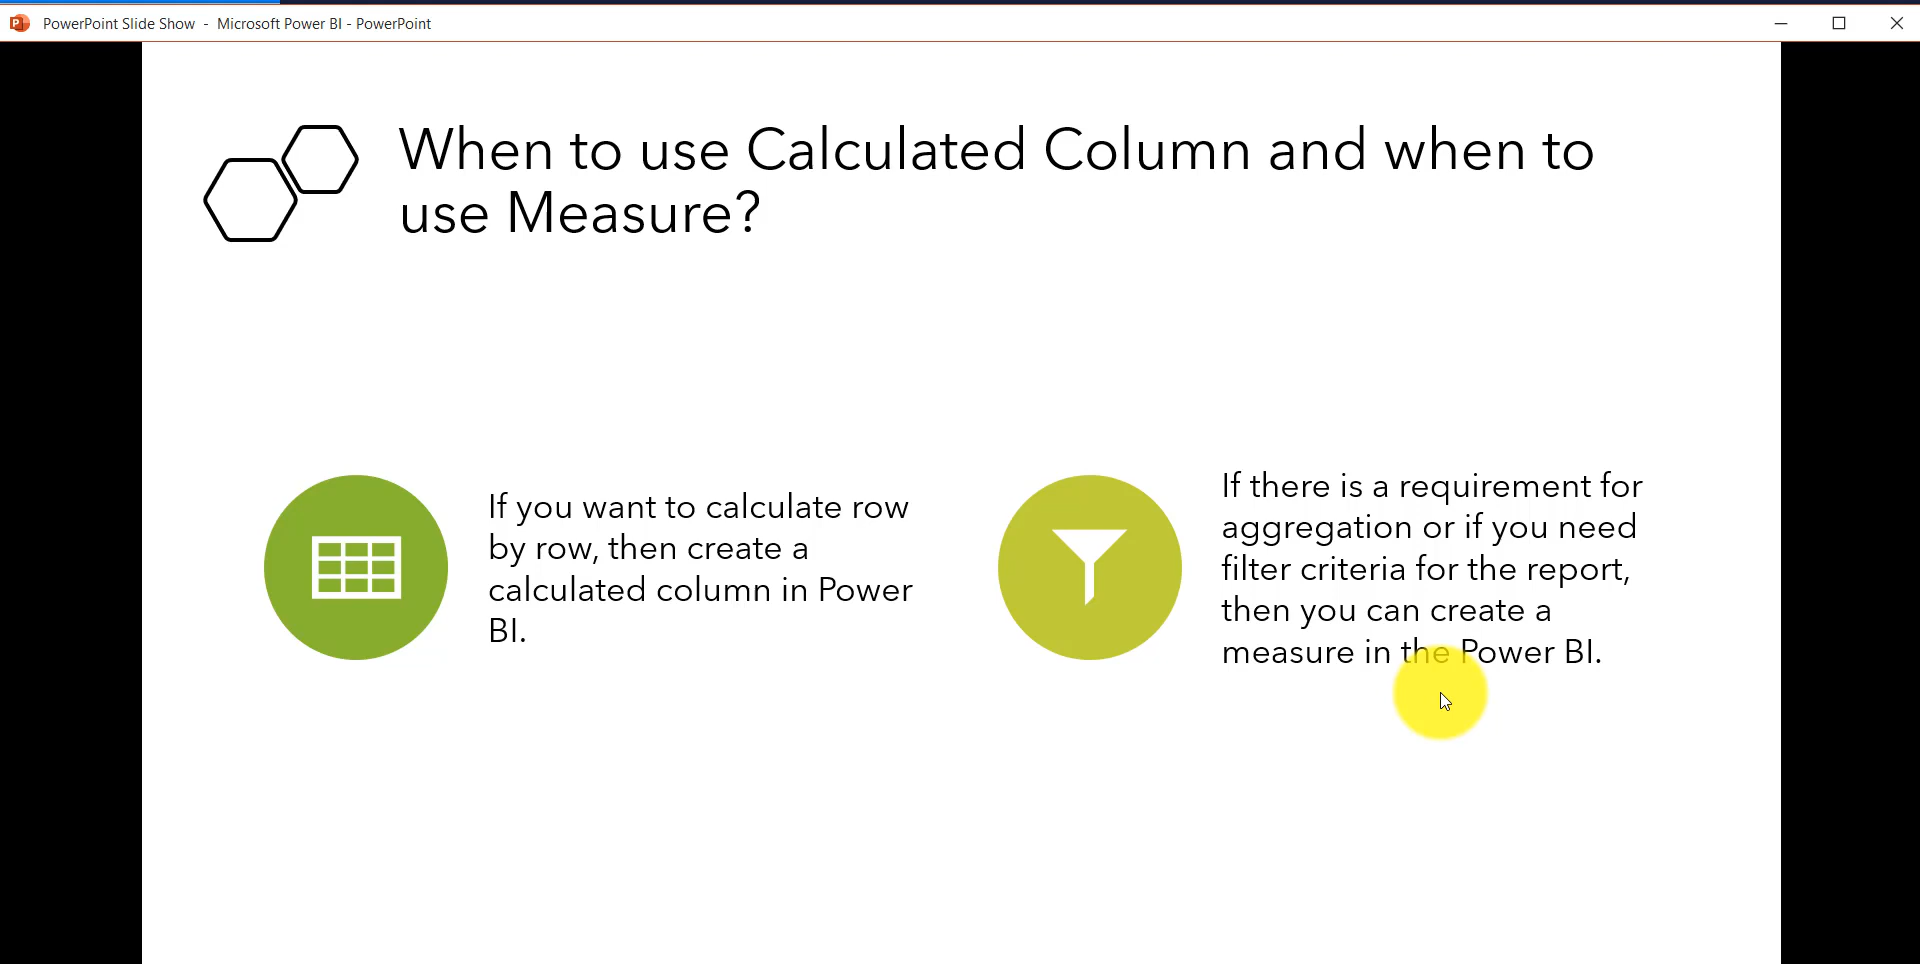 PowerPoint Slide Show - Microsoft Power BI - PowerPoint
When to use Calculated Column and when to
use Measure?
If you want to calculate row
by row, then create a
calculated column in Power
BI.
If there is a requirement for
aggregation or if you need
filter criteria for the report,
then you can create a
measure in the Power BI.